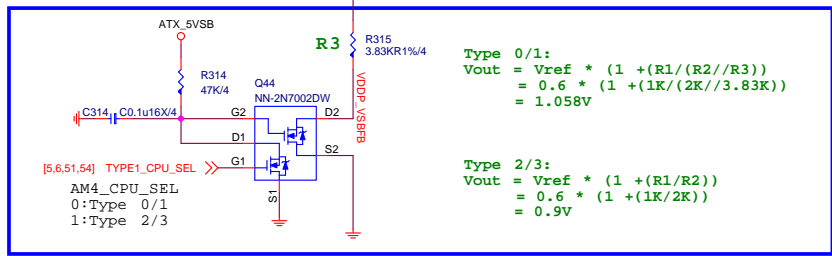 ATX_5VSB
R3
R315
3.83KR1%/4
R314
47K/4
Q44
NN-2N7002DW
VDDP_VSBFB
C314
C0.1u16X/4
G2
D2
D1
S2
[5,6,51,54] TYPE1_CPU_SEL
G1
S1
AM4_CPU_SEL
0:Type 0/1
1:Type 2/3
Type 0/1:
Vout = Vref * (1 +(R1/(R2//R3))
= 0.6 * (1 +(1K/(2K//3.83K))
= 1.058V
Type 2/3:
Vout = Vref * (1 +(R1/R2))
= 0.6 * (1 +(1K/2K))
= 0.9V